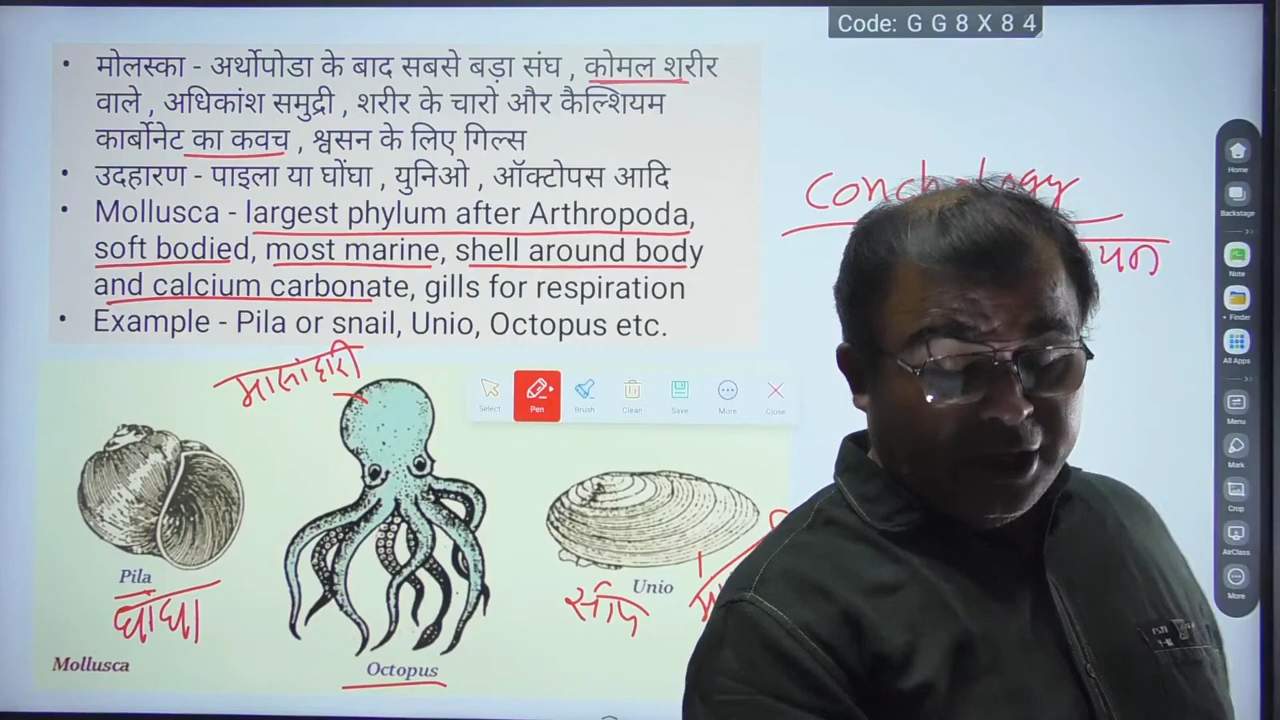 Code: G G 8 X 8 4
• मोलस्का - अर्थोपोडा के बाद सबसे बड़ा संघ , कोमल शरीर
वाले , अधिकांश समुद्री , शरीर के चारो और कैल्शियम
कार्बोनेट का कवच , श्वसन के लिए गिल्स
• उदहारण - पाइला या घोंघा , युनिओ , ऑक्टोपस आदि
• Mollusca - largest phylum after Arthropoda,
soft bodied, most marine, shell around body
and calcium carbonate, gills for respiration
• Example - Pila or snail, Unio, Octopus etc.
मासांहारी
Select Pen Brush Clean Save More Close
Pila
घोंघा
Unio
सीप
Mollusca
Octopus
Home
Backstage
Note
Finder
All Apps
Menu
Mark
Crop
AirClass
More